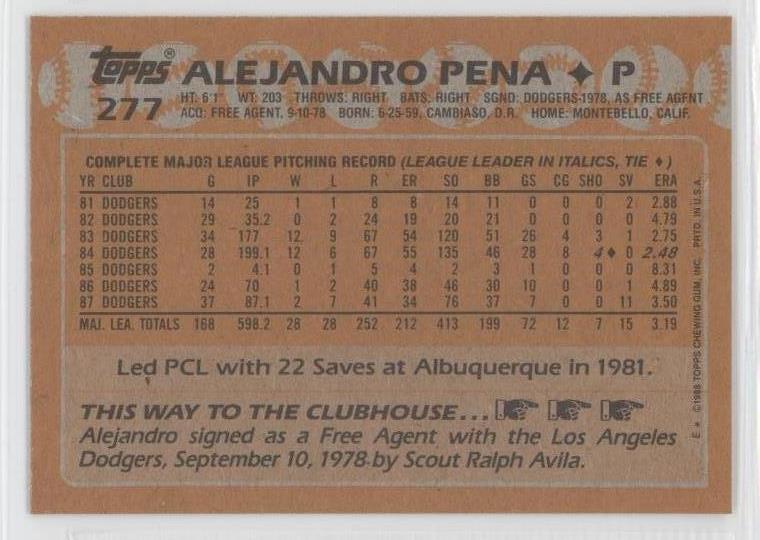 Topps® ALEJANDRO PENA ✦ P
277 HT: 6'1" WT: 203 THROWS: RIGHT BATS: RIGHT SGND: DODGERS-1978, AS FREE AGENT
ACQ: FREE AGENT, 9-10-78 BORN: 6-25-59, CAMBIASO, D.R. HOME: MONTEBELLO, CALIF.
COMPLETE MAJOR LEAGUE PITCHING RECORD (LEAGUE LEADER IN ITALICS, TIE ♦)
YR CLUB G IP W L R ER SO BB GS CG SHO SV ERA
81 DODGERS 14 25 1 1 8 8 14 11 0 0 0 2 2.88
82 DODGERS 29 35.2 0 2 24 19 20 21 0 0 0 0 4.79
83 DODGERS 34 177 12 9 67 54 120 51 26 4 3 1 2.75
84 DODGERS 28 199.1 12 6 67 55 135 46 28 8 4♦ 0 2.48
85 DODGERS 2 4.1 0 1 5 4 2 3 1 0 0 0 8.31
86 DODGERS 24 70 1 2 40 38 46 30 10 0 0 1 4.89
87 DODGERS 37 87.1 2 7 41 34 76 37 7 0 0 11 3.50
MAJ. LEA. TOTALS 168 598.2 28 28 252 212 413 199 72 12 7 15 3.19
Led PCL with 22 Saves at Albuquerque in 1981.
THIS WAY TO THE CLUBHOUSE...
Alejandro signed as a Free Agent with the Los Angeles
Dodgers, September 10, 1978 by Scout Ralph Avila.
E * ©1988 TOPPS CHEWING GUM, INC. PRTD. IN U.S.A.